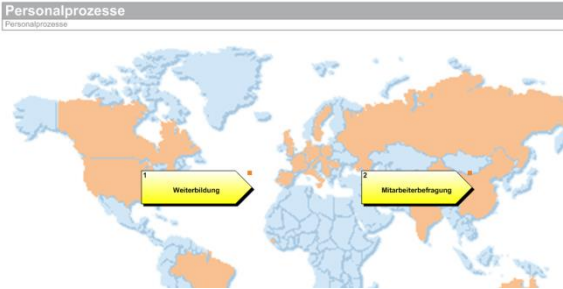 Personalprozesse
Personalprozesse
1
Weiterbildung
2
Mitarbeiterbefragung